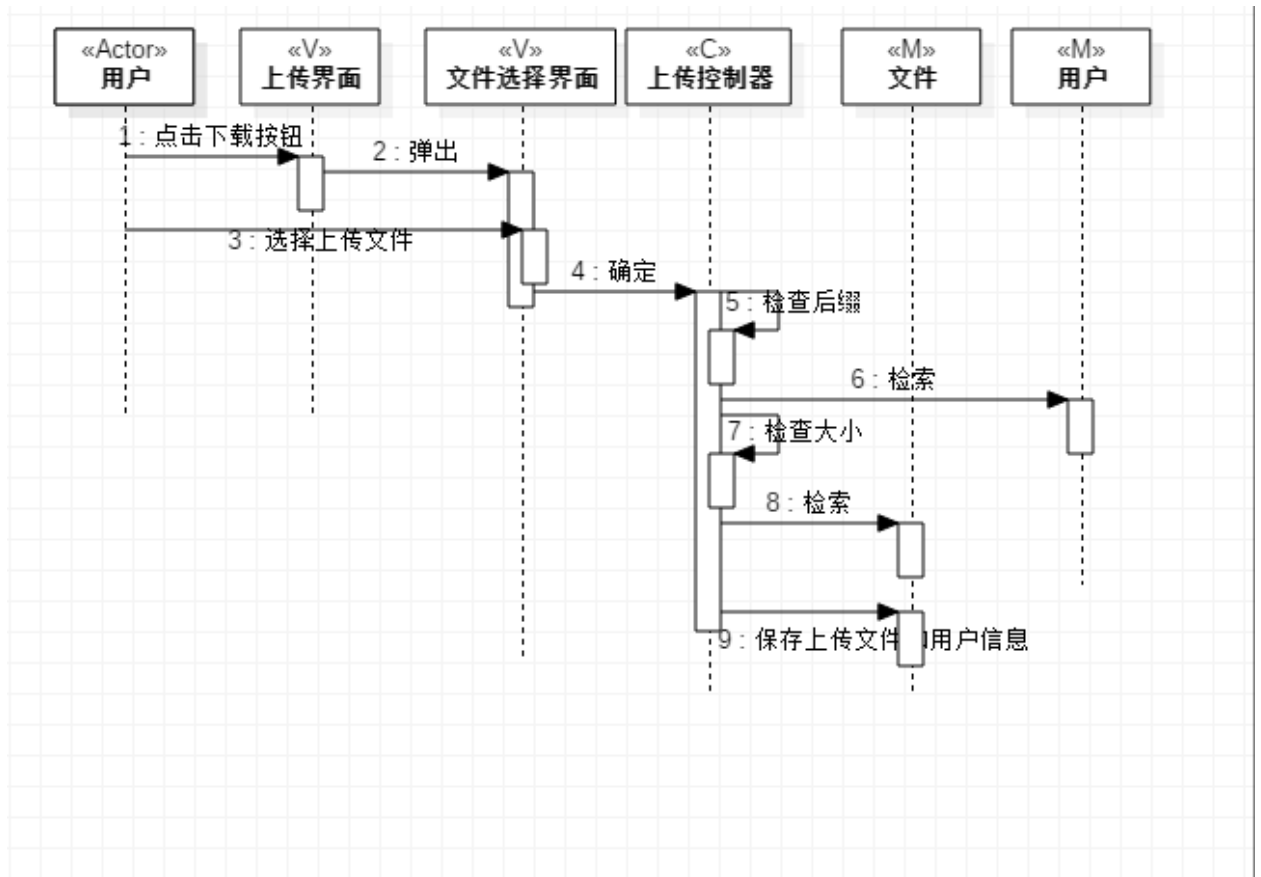 «Actor»
用户
«V»
上传界面
«V»
文件选择界面
«C»
上传控制器
«M»
文件
«M»
用户
1 : 点击下载按钮
2 : 弹出
3 : 选择上传文件
4 : 确定
5 : 检查后缀
6 : 检索
7 : 检查大小
8 : 检索
9 : 保存上传文件 用户信息